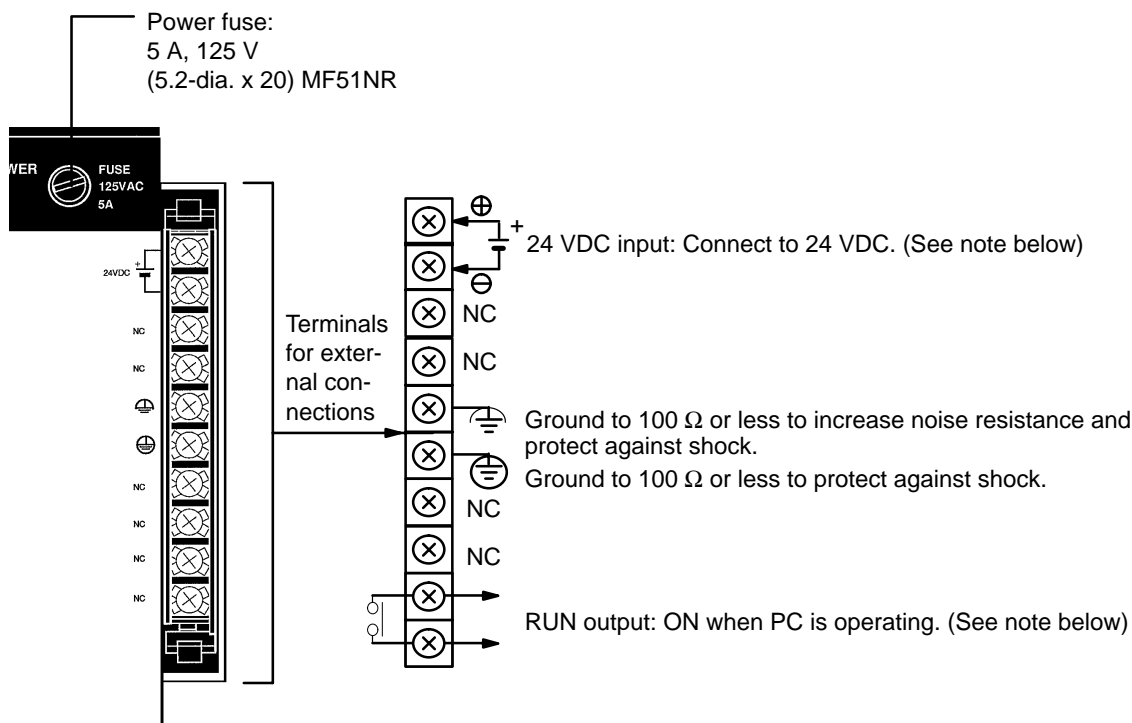 Power fuse:
5 A, 125 V
(5.2-dia. x 20) MF51NR
WER
FUSE
125VAC
5A
24VDC
+
NC
NC
NC
NC
NC
NC
Terminals
for exter-
nal con-
nections
+
24 VDC input: Connect to 24 VDC. (See note below)
NC
NC
Ground to 100 Ω or less to increase noise resistance and
protect against shock.
Ground to 100 Ω or less to protect against shock.
NC
NC
RUN output: ON when PC is operating. (See note below)